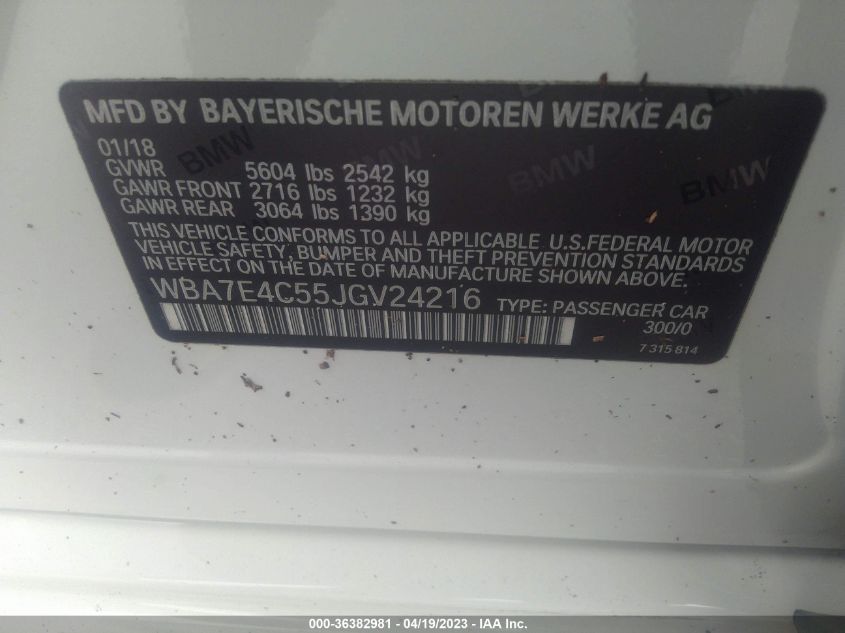 MFD BY BAYERISCHE MOTOREN WERKE AG
01/18
GVWR 5604 lbs 2542 kg
GAWR FRONT 2716 lbs 1232 kg
GAWR REAR 3064 lbs 1390 kg
THIS VEHICLE CONFORMS TO ALL APPLICABLE U.S.FEDERAL MOTOR
VEHICLE SAFETY, BUMPER AND THEFT PREVENTION STANDARDS
IN EFFECT ON THE DATE OF MANUFACTURE SHOWN ABOVE.
WBA7E4C55JGV24216 TYPE: PASSENGER CAR
300/0
7 315 814
BMW
BMW
BMW
000-36382981 - 04/19/2023 - IAA Inc.